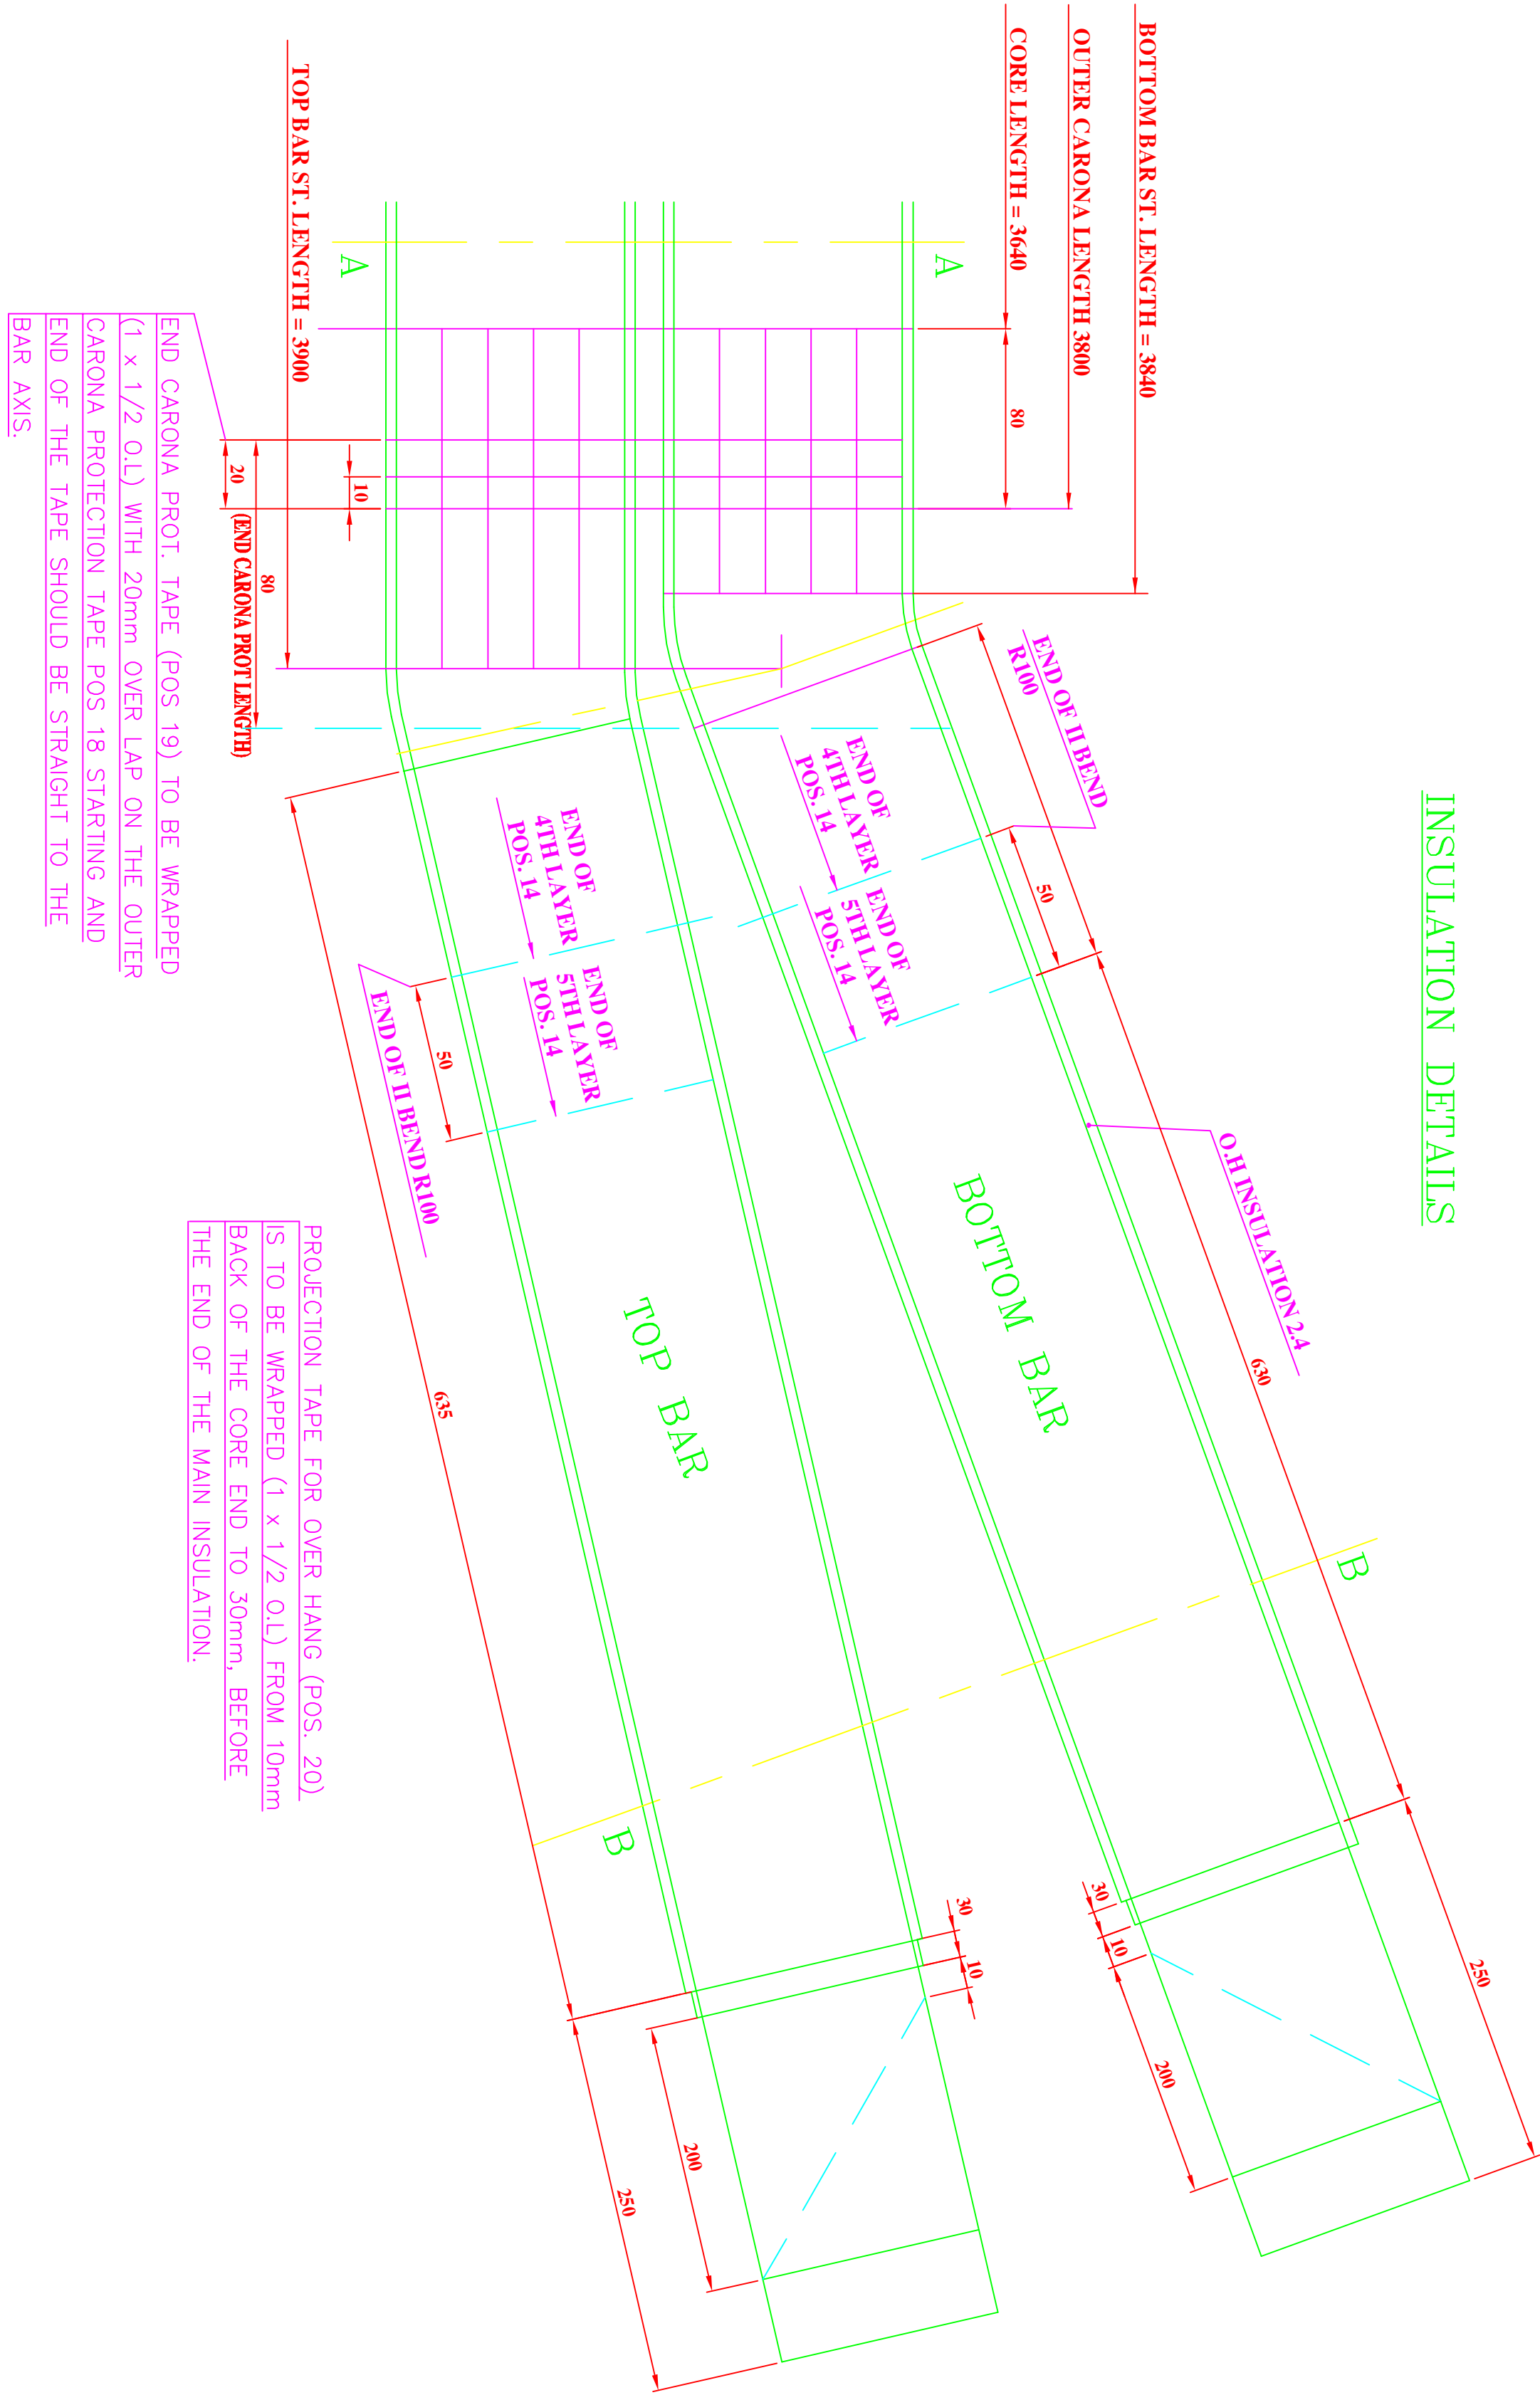 INSULATION DETAILS
BOTTOM BAR ST. LENGTH = 3840
OUTER CARONA LENGTH 3800
CORE LENGTH = 3640
80
A
A
TOP BAR ST. LENGTH = 3900
10
20
80
(END CARONA PROT LENGTH)
END CARONA PROT. TAPE (POS 19) TO BE WRAPPED
(1 x 1/2 O.L) WITH 20mm OVER LAP ON THE OUTER
CARONA PROTECTION TAPE POS 18 STARTING AND
END OF THE TAPE SHOULD BE STRAIGHT TO THE
BAR AXIS.
END OF II BEND
R100
50
END OF
4TH LAYER
POS. 14
END OF
5TH LAYER
POS. 14
END OF
4TH LAYER
POS. 14
END OF
5TH LAYER
POS. 14
50
END OF II BEND R100
O.H INSULATION 2.4
630
BOTTOM BAR
TOP BAR
635
B
B
PROJECTION TAPE FOR OVER HANG (POS. 20)
IS TO BE WRAPPED (1 x 1/2 O.L) FROM 10mm
BACK OF THE CORE END TO 30mm, BEFORE
THE END OF THE MAIN INSULATION.
30
10
200
250
30
10
200
250